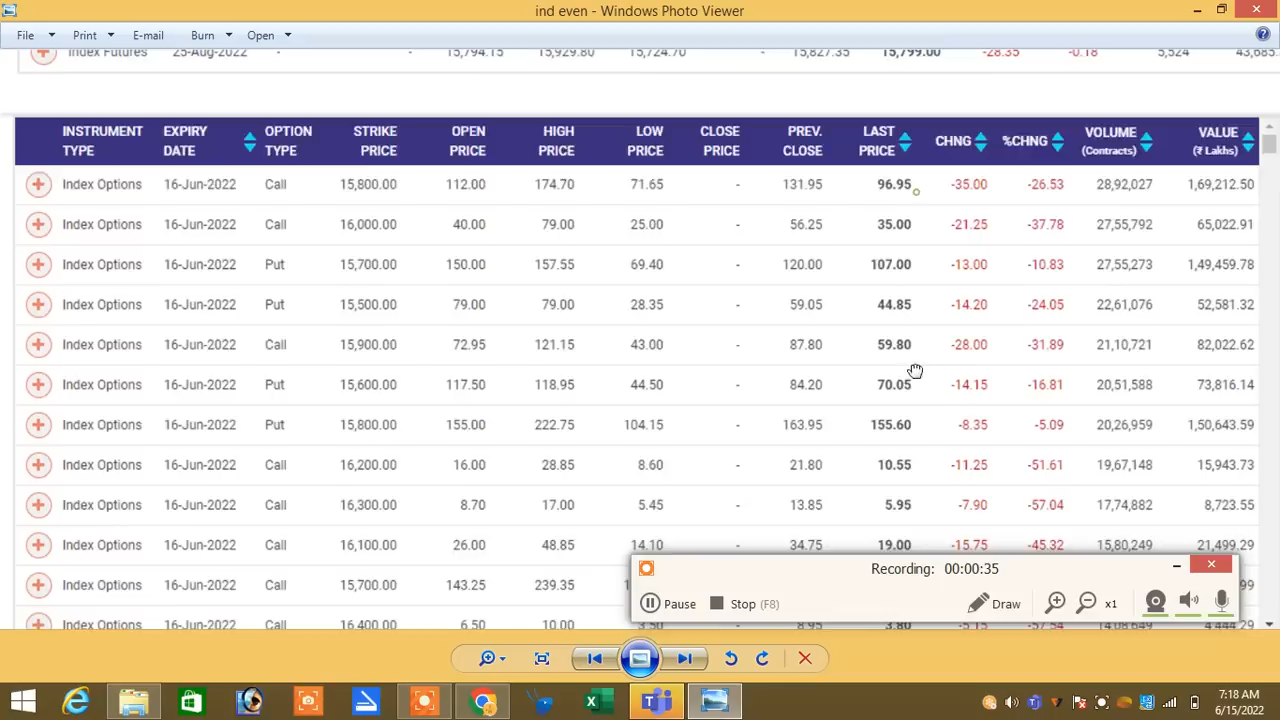 ind even - Windows Photo Viewer
File Print E-mail Burn Open
Index Futures 25-Aug-2022 - - 15,794.15 15,929.80 15,724.70 - 15,827.35 15,799.00 -28.35 -0.18 5,524 43,685.
INSTRUMENT TYPE EXPIRY DATE OPTION TYPE STRIKE PRICE OPEN PRICE HIGH PRICE LOW PRICE CLOSE PRICE PREV. CLOSE LAST PRICE CHNG %CHNG VOLUME (Contracts) VALUE (₹ Lakhs)
Index Options 16-Jun-2022 Call 15,800.00 112.00 174.70 71.65 - 131.95 96.95 -35.00 -26.53 28,92,027 1,69,212.50
Index Options 16-Jun-2022 Call 16,000.00 40.00 79.00 25.00 - 56.25 35.00 -21.25 -37.78 27,55,792 65,022.91
Index Options 16-Jun-2022 Put 15,700.00 150.00 157.55 69.40 - 120.00 107.00 -13.00 -10.83 27,55,273 1,49,459.78
Index Options 16-Jun-2022 Put 15,500.00 79.00 79.00 28.35 - 59.05 44.85 -14.20 -24.05 22,61,076 52,581.32
Index Options 16-Jun-2022 Call 15,900.00 72.95 121.15 43.00 - 87.80 59.80 -28.00 -31.89 21,10,721 82,022.62
Index Options 16-Jun-2022 Put 15,600.00 117.50 118.95 44.50 - 84.20 70.05 -14.15 -16.81 20,51,588 73,816.14
Index Options 16-Jun-2022 Put 15,800.00 155.00 222.75 104.15 - 163.95 155.60 -8.35 -5.09 20,26,959 1,50,643.59
Index Options 16-Jun-2022 Call 16,200.00 16.00 28.85 8.60 - 21.80 10.55 -11.25 -51.61 19,67,148 15,943.73
Index Options 16-Jun-2022 Call 16,300.00 8.70 17.00 5.45 - 13.85 5.95 -7.90 -57.04 17,74,882 8,723.55
Index Options 16-Jun-2022 Call 16,100.00 26.00 48.85 14.10 - 34.75 19.00 -15.75 -45.32 15,80,249 21,499.29
Index Options 16-Jun-2022 Call 15,700.00 143.25 239.35
Index Options 16-Jun-2022 Call 16,400.00 6.50 10.00 3.50 - 8.95 3.80 -5.15 -57.54 14,08,649 4,444.29
Recording: 00:00:35
Pause Stop (F8) Draw x1
7:18 AM
6/15/2022